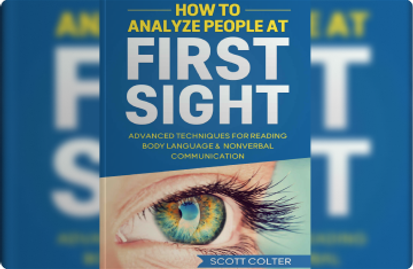 HOW TO
ANALYZE PEOPLE AT
FIRST
SIGHT
ADVANCED TECHNIQUES FOR READING
BODY LANGUAGE & NONVERBAL
COMMUNICATION
SCOTT COLTER